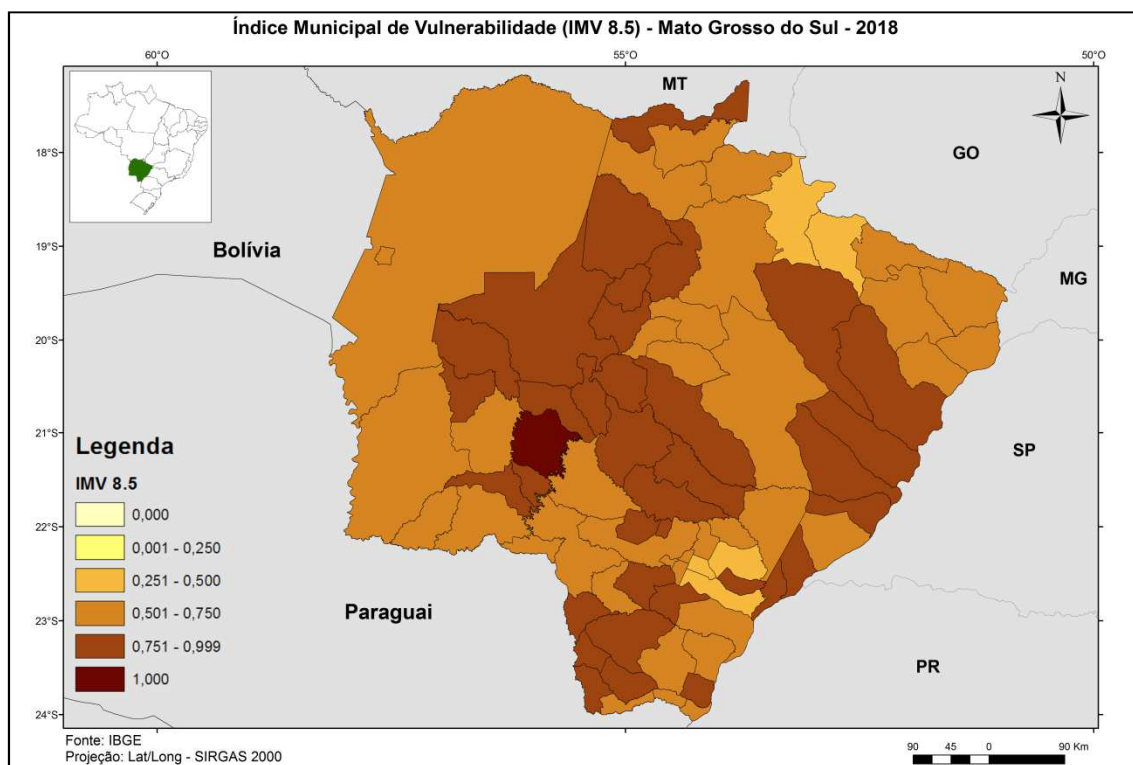 Índice Municipal de Vulnerabilidade (IMV 8.5) - Mato Grosso do Sul - 2018
60°O
55°O
50°O
MT
N
18°S
GO
19°S
Bolívia
MG
20°S
21°S
Legenda
SP
IMV 8.5
22°S
0,000
0,001 - 0,250
0,251 - 0,500
0,501 - 0,750
23°S
Paraguai
0,751 - 0,999
PR
1,000
24°S
Fonte: IBGE
Projeção: Lat/Long - SIRGAS 2000
90 45 0 90 Km